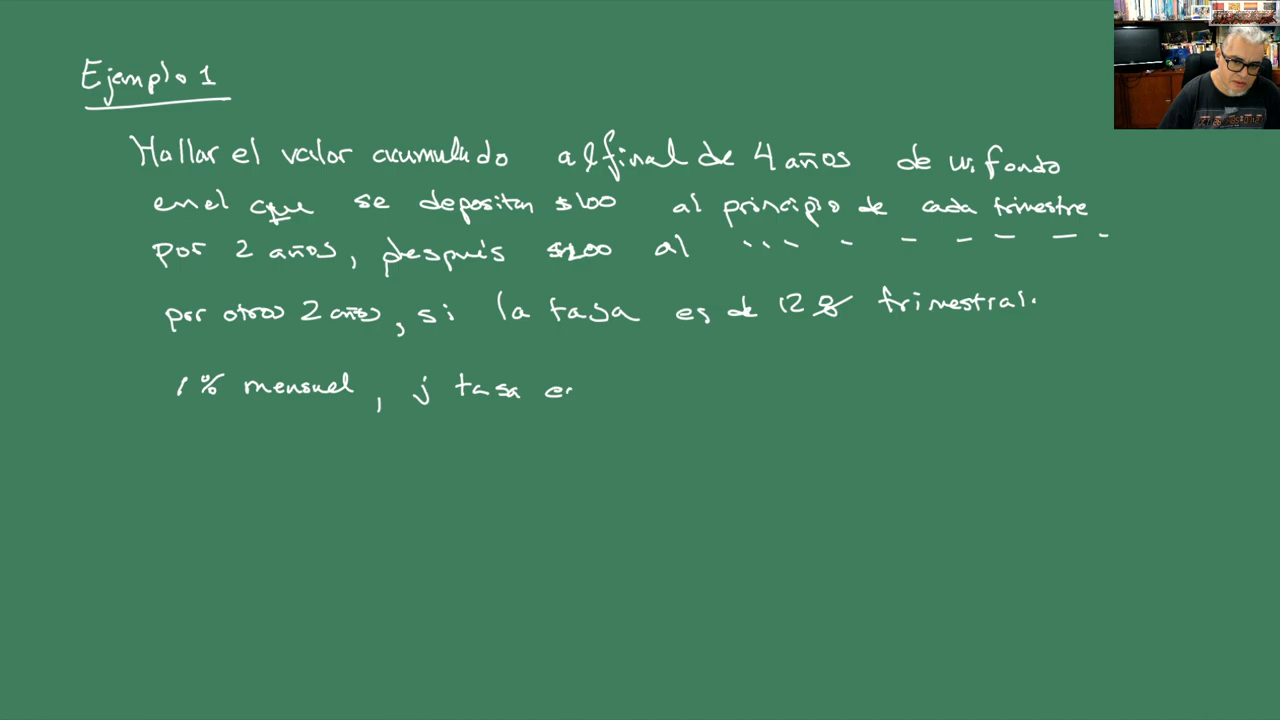 Ejemplo 1
Hallar el valor acumulado al final de 4 años de un fondo
en el que se depositan $100 al principio de cada trimestre
por 2 años, después $200 al
por otros 2 años, si la tasa es de 12% trimestral.
1% mensual, j tasa e